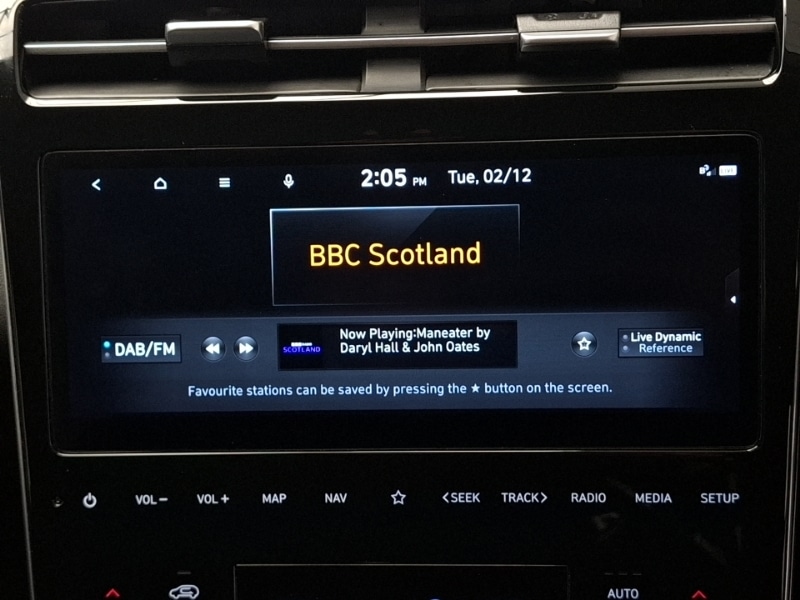 2:05 PM Tue, 02/12
BBC Scotland
DAB/FM
SCOTLAND
Now Playing:Maneater by
Daryl Hall & John Oates
Live Dynamic
Reference
Favourite stations can be saved by pressing the ★ button on the screen.
VOL− VOL+ MAP NAV ☆ <SEEK TRACK> RADIO MEDIA SETUP
AUTO